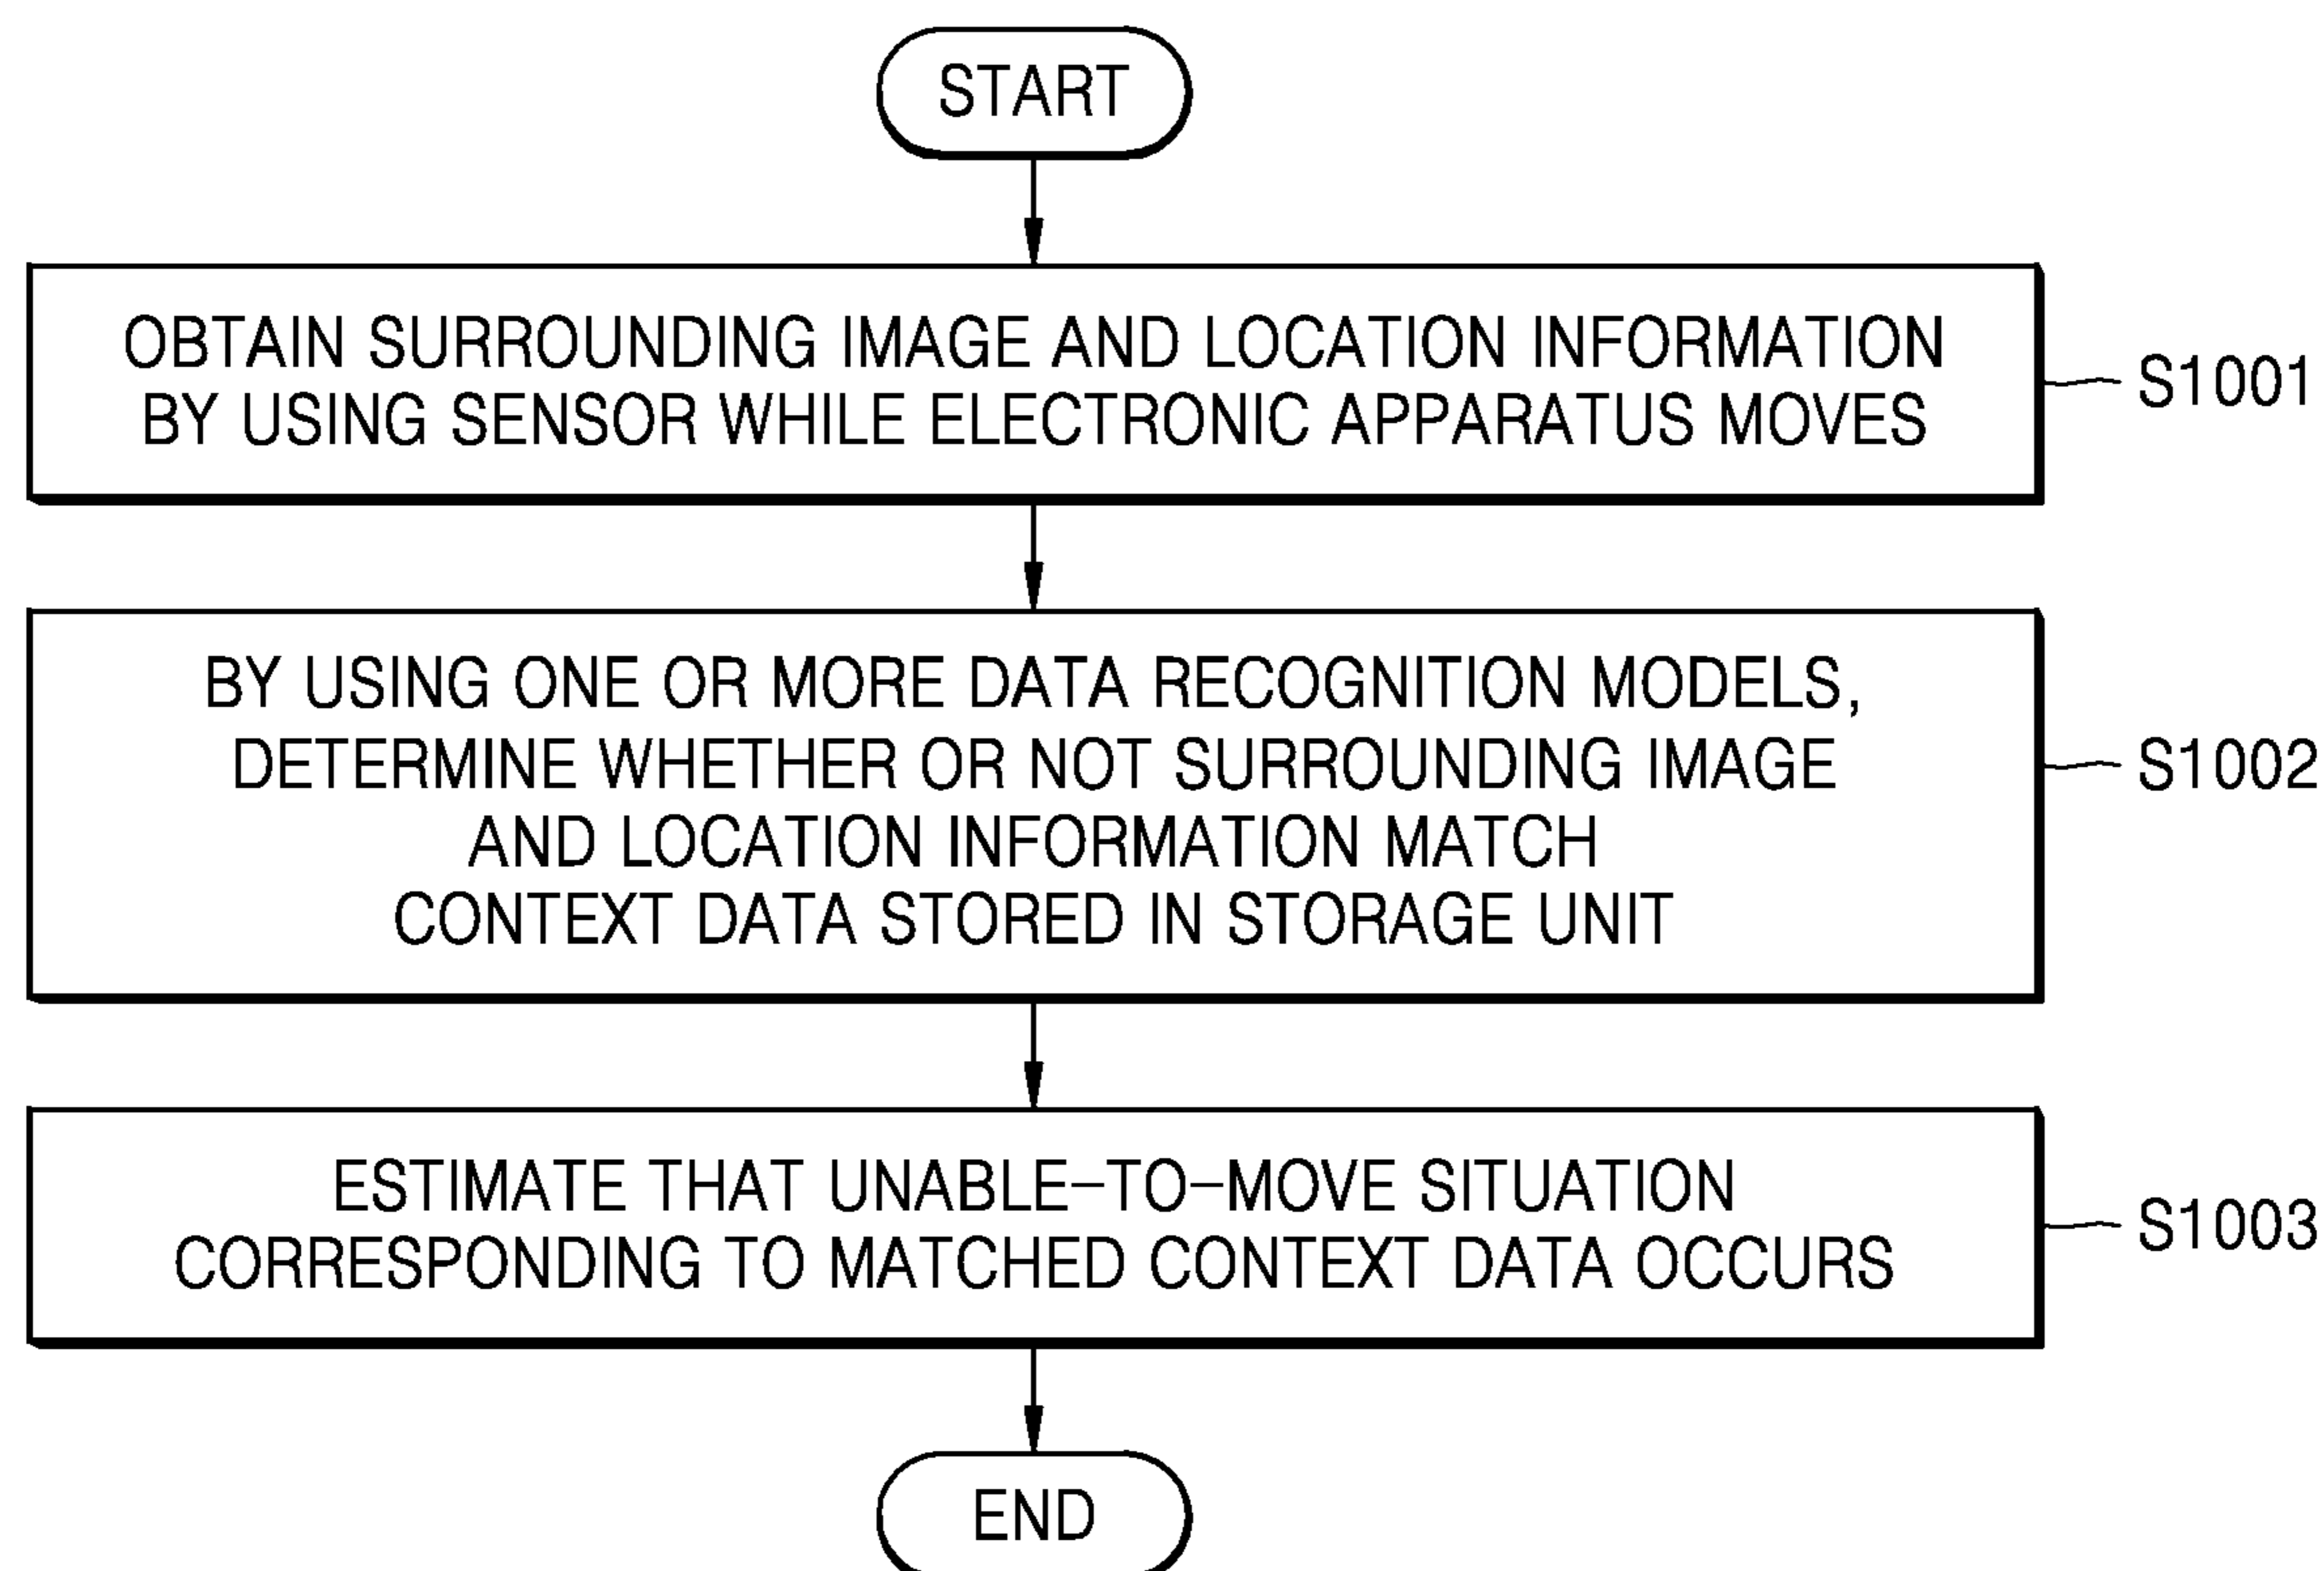 START
OBTAIN SURROUNDING IMAGE AND LOCATION INFORMATION
BY USING SENSOR WHILE ELECTRONIC APPARATUS MOVES
S1001
BY USING ONE OR MORE DATA RECOGNITION MODELS,
DETERMINE WHETHER OR NOT SURROUNDING IMAGE
AND LOCATION INFORMATION MATCH
CONTEXT DATA STORED IN STORAGE UNIT
S1002
ESTIMATE THAT UNABLE-TO-MOVE SITUATION
CORRESPONDING TO MATCHED CONTEXT DATA OCCURS
S1003
END